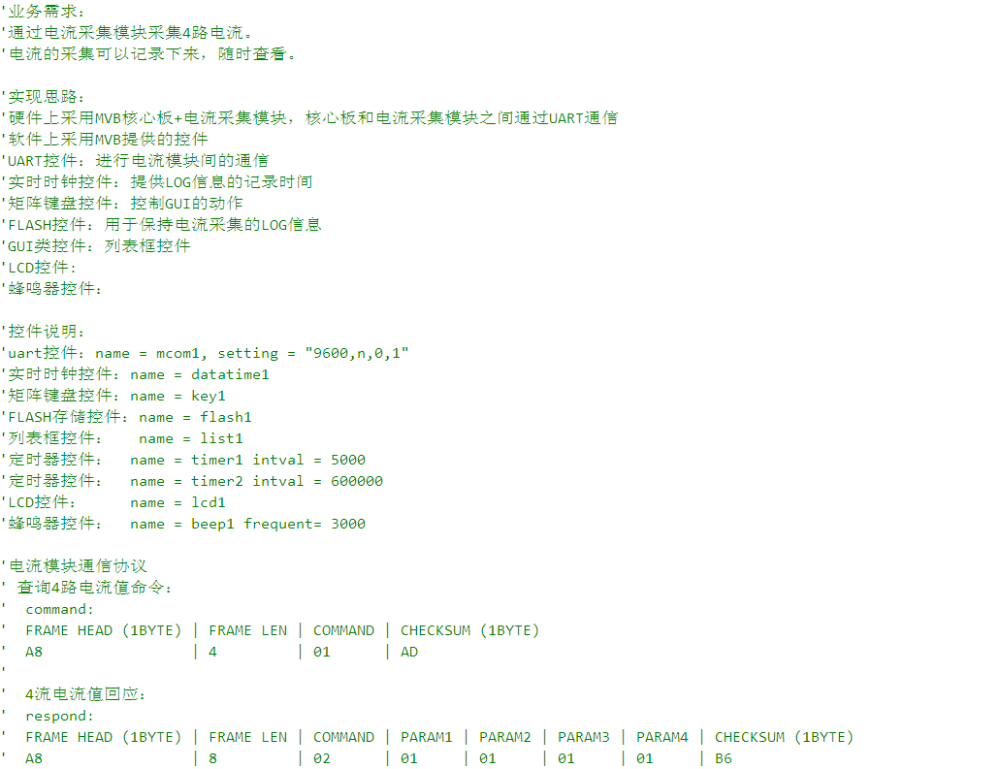 '业务需求：
'通过电流采集模块采集4路电流。
'电流的采集可以记录下来，随时查看。
'实现思路：
'硬件上采用MVB核心板+电流采集模块，核心板和电流采集模块之间通过UART通信
'软件上采用MVB提供的控件
'UART控件：进行电流模块间的通信
'实时时钟控件：提供LOG信息的记录时间
'矩阵键盘控件：控制GUI的动作
'FLASH控件：用于保持电流采集的LOG信息
'GUI类控件：列表框控件
'LCD控件：
'蜂鸣器控件：
'控件说明：
'uart控件：name = mcom1, setting = "9600,n,0,1"
'实时时钟控件：name = datatime1
'矩阵键盘控件：name = key1
'FLASH存储控件：name = flash1
'列表框控件：    name = list1
'定时器控件：   name = timer1 intval = 5000
'定时器控件：   name = timer2 intval = 600000
'LCD控件：      name = lcd1
'蜂鸣器控件：   name = beep1 frequent= 3000
'电流模块通信协议
' 查询4路电流值命令：
'  command:
'  FRAME HEAD (1BYTE) | FRAME LEN | COMMAND | CHECKSUM (1BYTE)
'  A8                 | 4         | 01      | AD
'
'  4流电流值回应：
'  respond:
'  FRAME HEAD (1BYTE) | FRAME LEN | COMMAND | PARAM1 | PARAM2 | PARAM3 | PARAM4 | CHECKSUM (1BYTE)
'  A8                 | 8         | 02      | 01     | 01     | 01     | 01     | B6